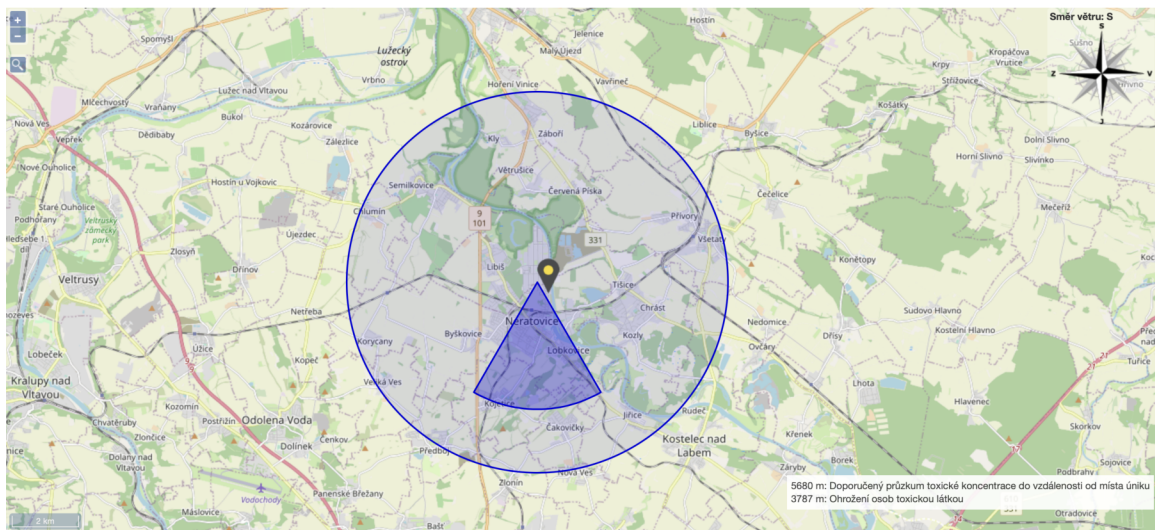 Směr větru: S
S
Z
V
J
Hostín
Jelenice
Spomyšl
Lužecký
ostrov
Malý Újezd
Vrbno
Hoření Vinice
Vavřineč
Krpy
Kropáčova
Vrutice
Sušno
Střížovice
Lužec nad Vltavou
Mlčechvosty
Vraňany
Bukol
Kozárovice
Košátky
Nová Ves
Dědibaby
Zálezlice
Kly
Záboří
Liblice
Byšice
Vepřek
Dolní Slivno
Horní Slivno
Slivínko
Nové Ouholice
Větrušice
Hostín u Vojkovic
Semilkovice
Červená Píska
Čečelice
Mečeříž
Staré Ouholice
Podhořany
Chlumín
9
101
Přívory
Veltruský
zámecký
park
Zlosyň
Újezdec
331
Všetaty
Konětopy
Dřínov
Libiš
Veltrusy
Tišice
Netřeba
Chrást
Nedomice
Sudovo Hlavno
Neratovice
Kostelní Hlavno
Byškovice
Kozly
Dřísy
Korycany
Ovčáry
Lobeček
Úžice
Kopeč
Lobkovice
Tuřice
Kralupy nad
Vltavou
Velká Ves
Lhota
Kojetice
Hlavenec
Kozomín
Jiřice
Rudeč
Chvatěruby
Postřižín
Odolena Voda
Skorkov
Čakovičky
Zlončice
Čenkov
Předboj
Kostelec nad
Labem
Křenek
Dolínek
Dolany nad
Vltavou
Borek
Sojovice
Nová Ves
Záryby
Podbrahy
Zlonín
Vodochody
Panenské Břežany
Máslovice
Bašť
5680 m: Doporučený průzkum toxické koncentrace do vzdálenosti od místa úniku
3787 m: Ohrožení osob toxickou látkou
2 km